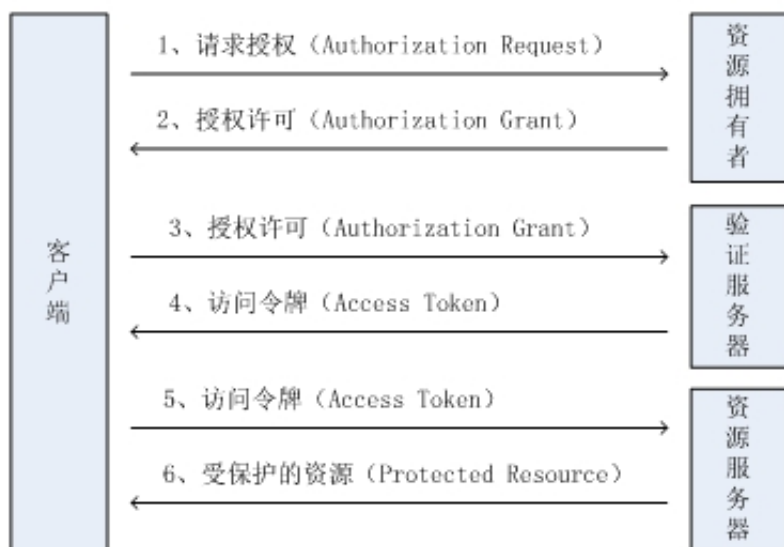 客户端
1、请求授权（Authorization Request）
2、授权许可（Authorization Grant）
资源拥有者
3、授权许可（Authorization Grant）
4、访问令牌（Access Token）
验证服务器
5、访问令牌（Access Token）
6、受保护的资源（Protected Resource）
资源服务器